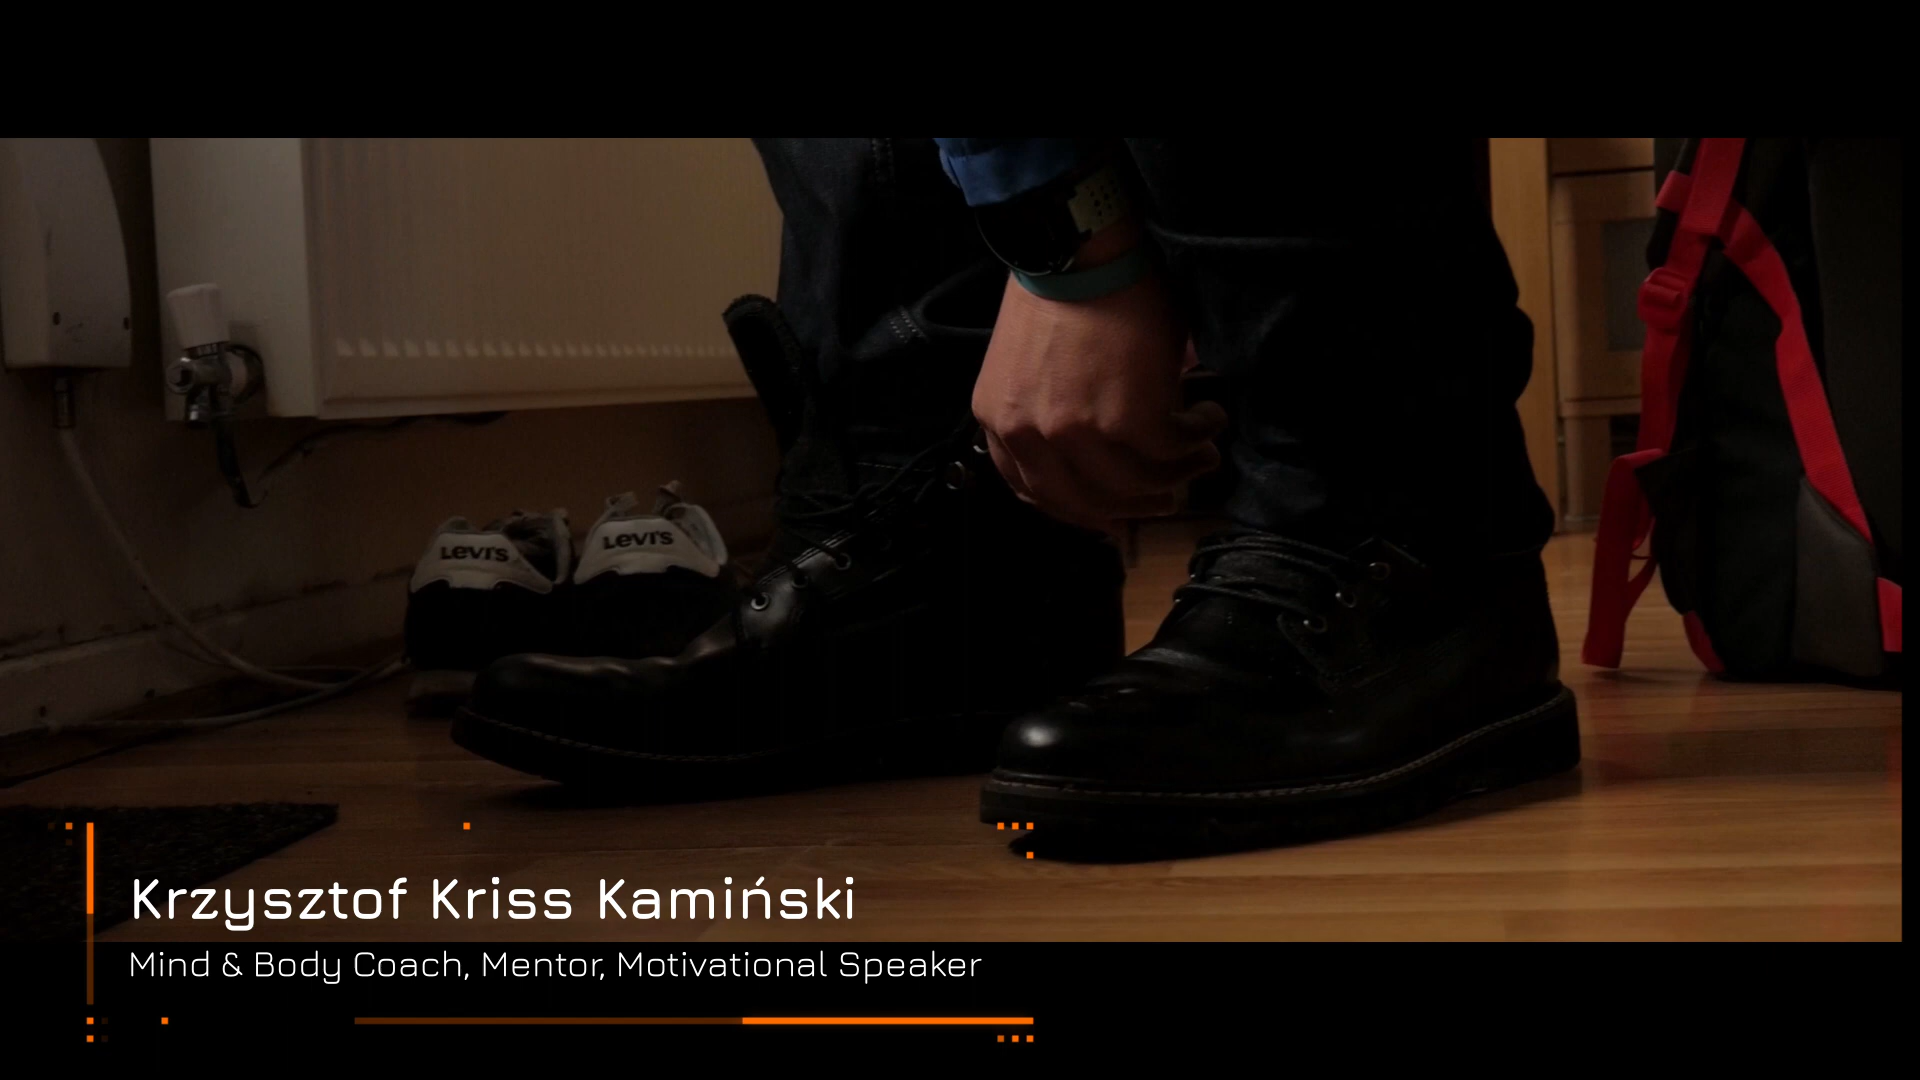 LEVI'S
LEVI'S
Krzysztof Kriss Kamiński
Mind & Body Coach, Mentor, Motivational Speaker